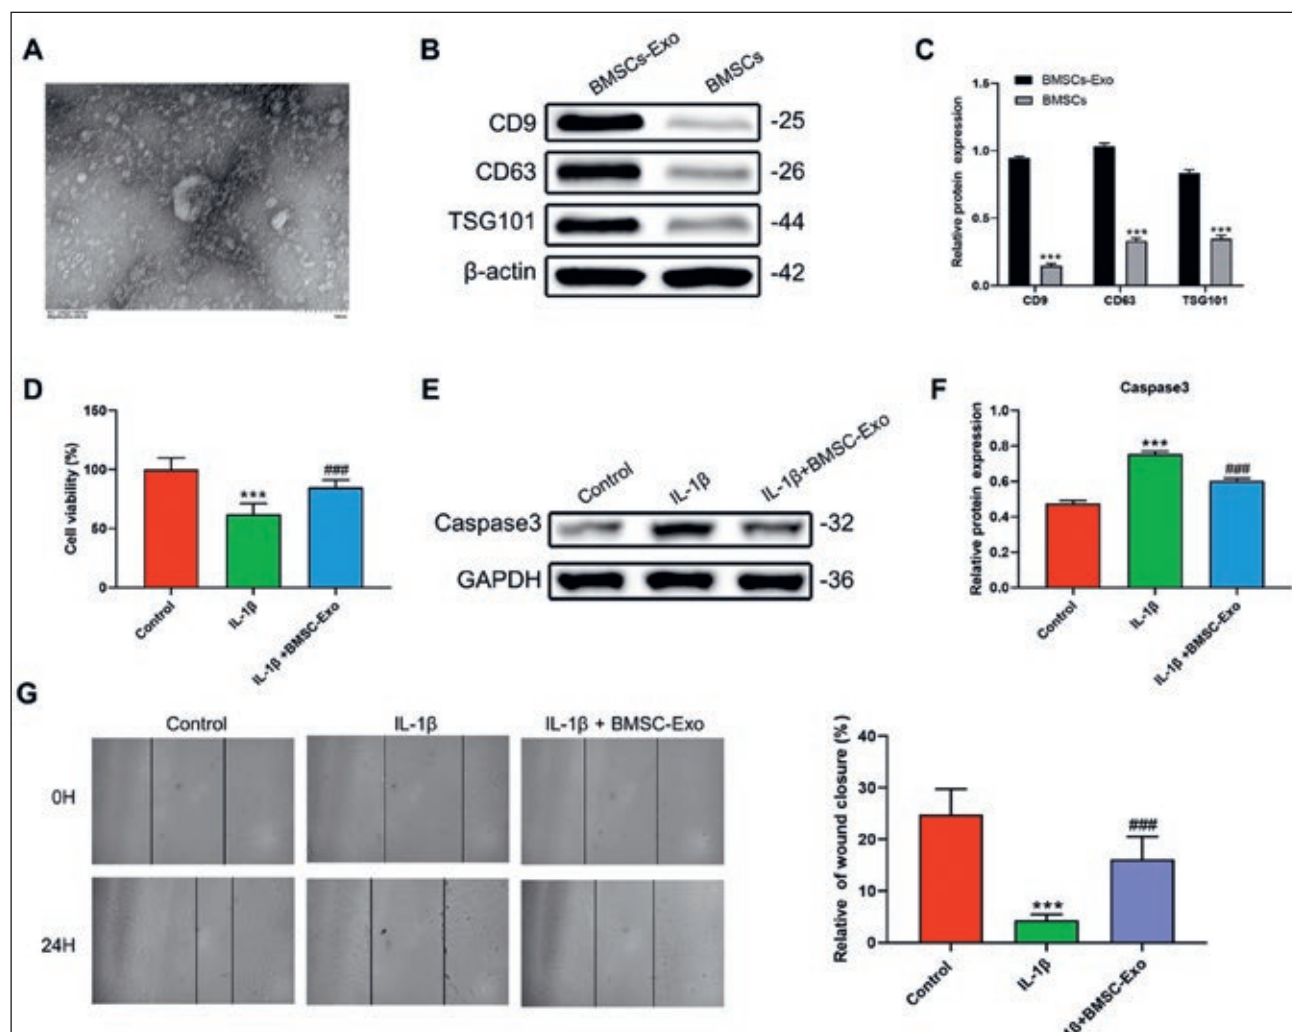 A
B
BMSCs-Exo
BMSCs
CD9
-25
CD63
-26
TSG101
-44
β-actin
-42
C
BMSCs-Exo
BMSCs
Relative protein expression
1.5
1.0
0.5
0.0
***
***
***
CD9
CD63
TSG101
D
Cell viability (%)
150
100
50
0
***
###
Control
IL-1β
IL-1β +BMSC-Exo
E
Control
IL-1β
IL-1β+BMSC-Exo
Caspase3
-32
GAPDH
-36
F
Caspase3
Relative protein expression
1.0
0.8
0.6
0.4
0.2
0.0
***
###
Control
IL-1β
IL-1β +BMSC-Exo
G
Control
IL-1β
IL-1β + BMSC-Exo
0H
24H
Relative of wound closure (%)
40
30
20
10
0
***
###
Control
IL-1β
1β+BMSC-Exo